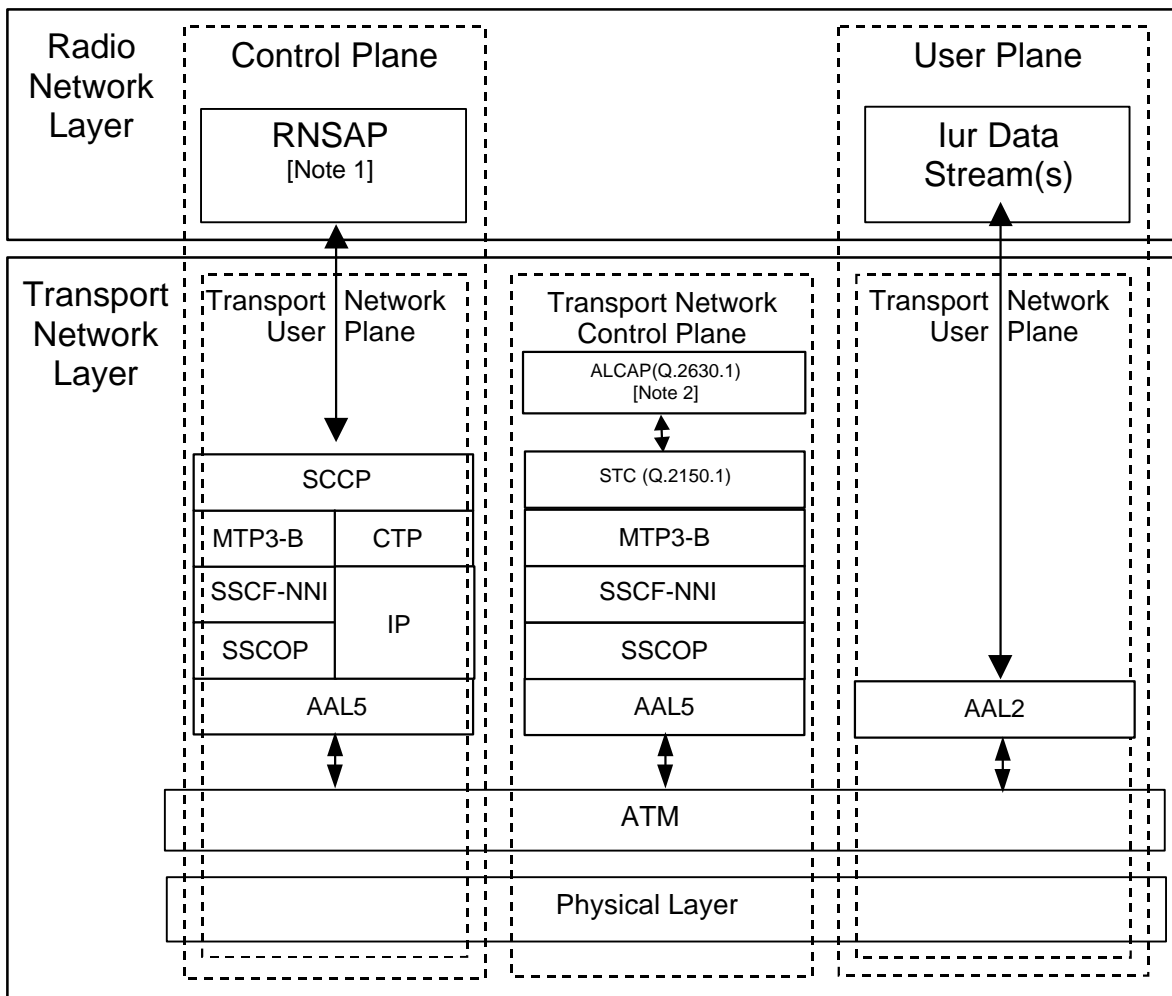 Radio
Network
Layer
Control Plane
RNSAP
[Note 1]
User Plane
Iur Data
Stream(s)
Transport
Network
Layer
Transport Network
User Plane
SCCP
MTP3-B CTP
SSCF-NNI
IP
SSCOP
AAL5
Transport Network
Control Plane
ALCAP(Q.2630.1)
[Note 2]
STC (Q.2150.1)
MTP3-B
SSCF-NNI
SSCOP
AAL5
Transport Network
User Plane
AAL2
ATM
Physical Layer